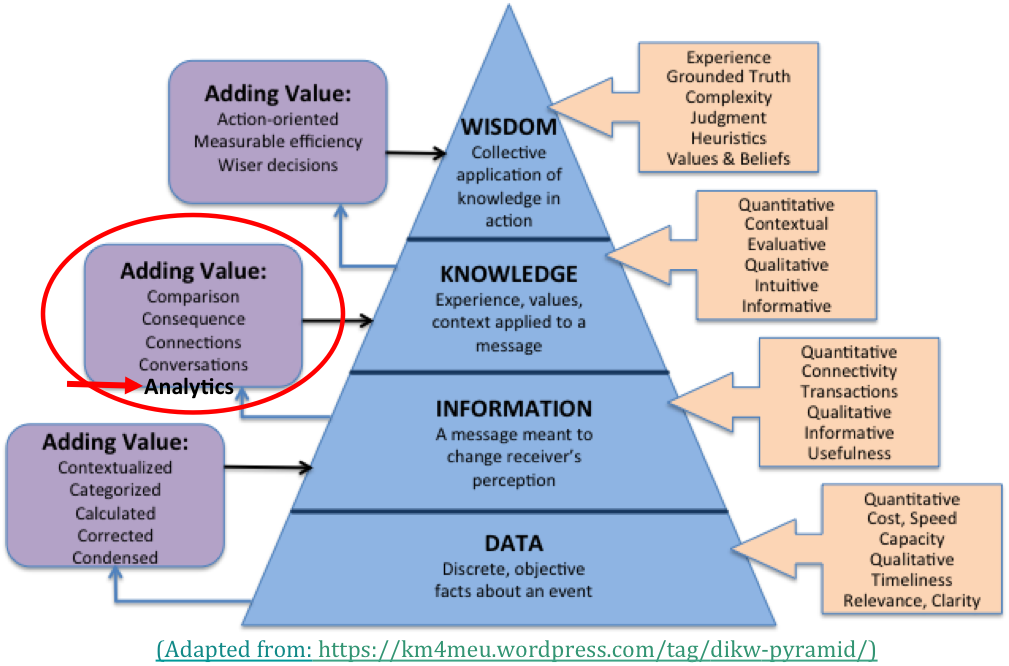 Adding Value:
Action-oriented
Measurable efficiency
Wiser decisions
WISDOM
Collective
application of
knowledge in
action
Experience
Grounded Truth
Complexity
Judgment
Heuristics
Values & Beliefs
Adding Value:
Comparison
Consequence
Connections
Conversations
Analytics
KNOWLEDGE
Experience, values,
context applied to a
message
Quantitative
Contextual
Evaluative
Qualitative
Intuitive
Informative
Adding Value:
Contextualized
Categorized
Calculated
Corrected
Condensed
INFORMATION
A message meant to
change receiver's
perception
Quantitative
Connectivity
Transactions
Qualitative
Informative
Usefulness
DATA
Discrete, objective
facts about an event
Quantitative
Cost, Speed
Capacity
Qualitative
Timeliness
Relevance, Clarity
(Adapted from: https://km4meu.wordpress.com/tag/dikw-pyramid/)